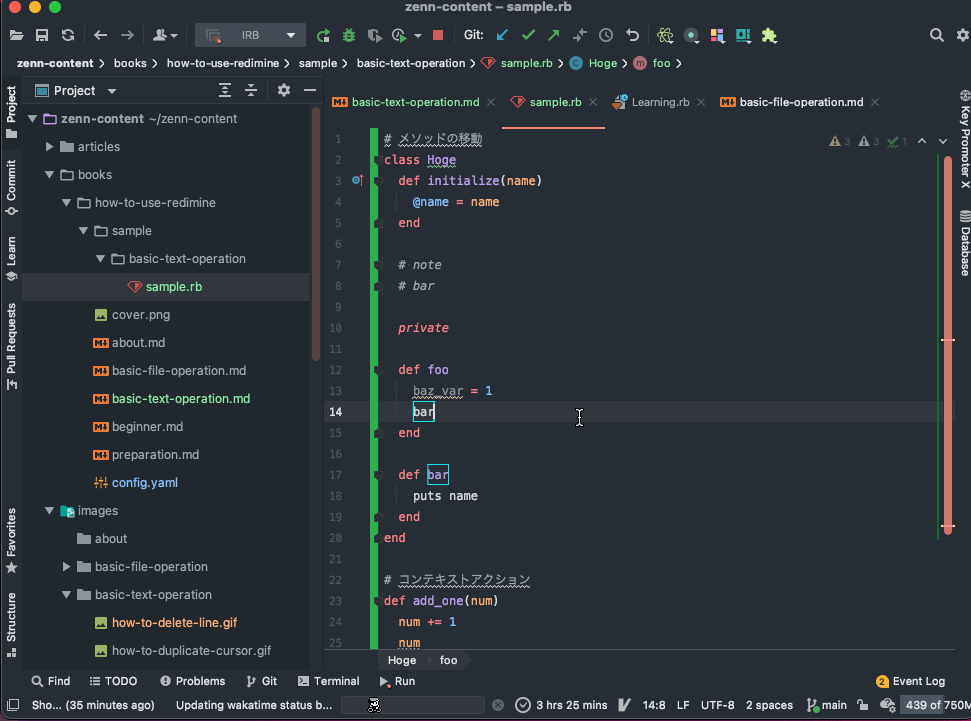 zenn-content – sample.rb
IRB
Git:
zenn-content
books
how-to-use-redimine
sample
basic-text-operation
sample.rb
Hoge
foo
Project
Commit
Learn
Pull Requests
Favorites
Structure
Project
zenn-content ~/zenn-content
articles
books
how-to-use-redimine
sample
basic-text-operation
sample.rb
cover.png
about.md
basic-file-operation.md
basic-text-operation.md
beginner.md
preparation.md
config.yaml
images
about
basic-file-operation
basic-text-operation
how-to-delete-line.gif
how-to-duplicate-cursor.gif
basic-text-operation.md
sample.rb
Learning.rb
basic-file-operation.md
3 3 1
1 # メソッドの移動
2 class Hoge
3 def initialize(name)
4 @name = name
5 end
6
7 # note
8 # bar
9
10 private
11
12 def foo
13 baz_var = 1
14 bar
15 end
16
17 def bar
18 puts name
19 end
20 end
21
22 # コンテキストアクション
23 def add_one(num)
24 num += 1
25 num
Hoge foo
Key Promoter X
Database
Find
TODO
Problems
Git
Terminal
Run
2 Event Log
Sho... (35 minutes ago)
Updating wakatime status b...
3 hrs 25 mins
14:8
LF
UTF-8
2 spaces
main
439 of 750M